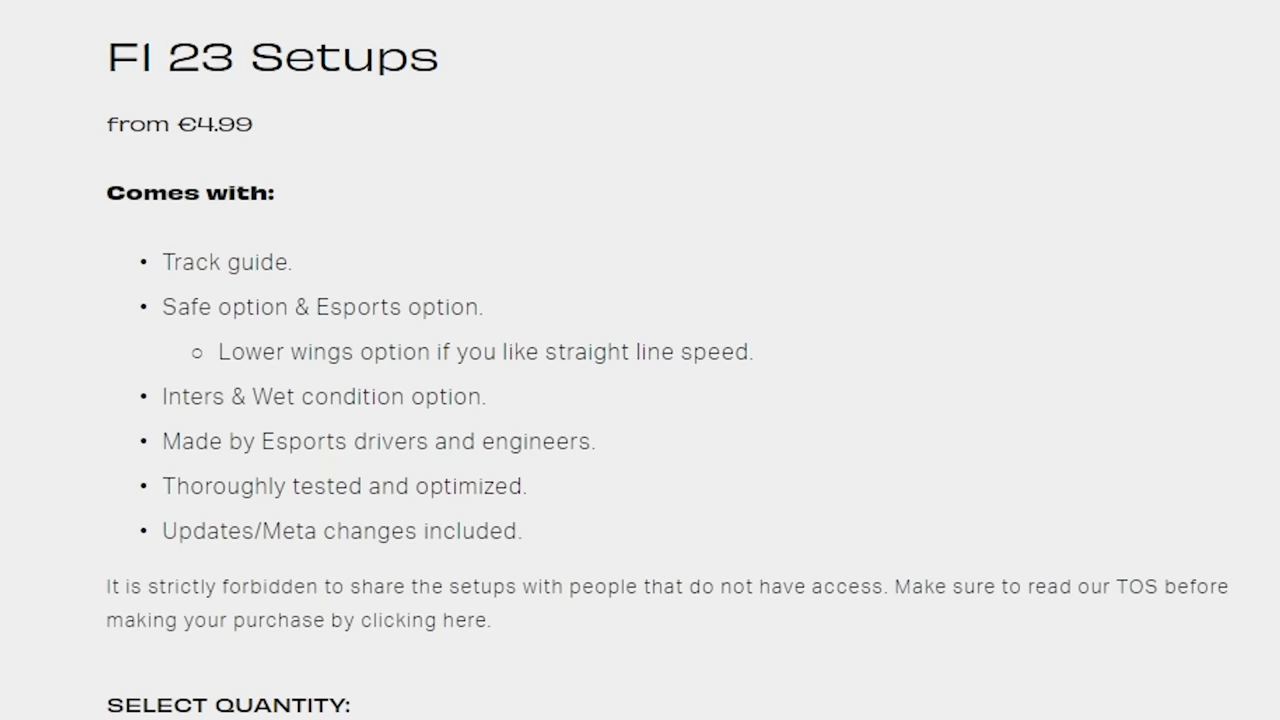 F1 23 Setups
from €4.99
Comes with:
• Track guide.
• Safe option & Esports option.
○ Lower wings option if you like straight line speed.
• Inters & Wet condition option.
• Made by Esports drivers and engineers.
• Thoroughly tested and optimized.
• Updates/Meta changes included.
It is strictly forbidden to share the setups with people that do not have access. Make sure to read our TOS before
making your purchase by clicking here.
SELECT QUANTITY: